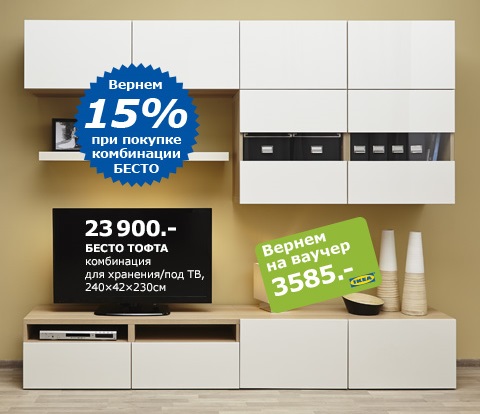 Вернем
15%
при покупке
комбинации
БЕСТО
23 900.-
БЕСТО ТОФТА
комбинация
для хранения/под ТВ,
240×42×230см
Вернем
на ваучер
3585.-
IKEA